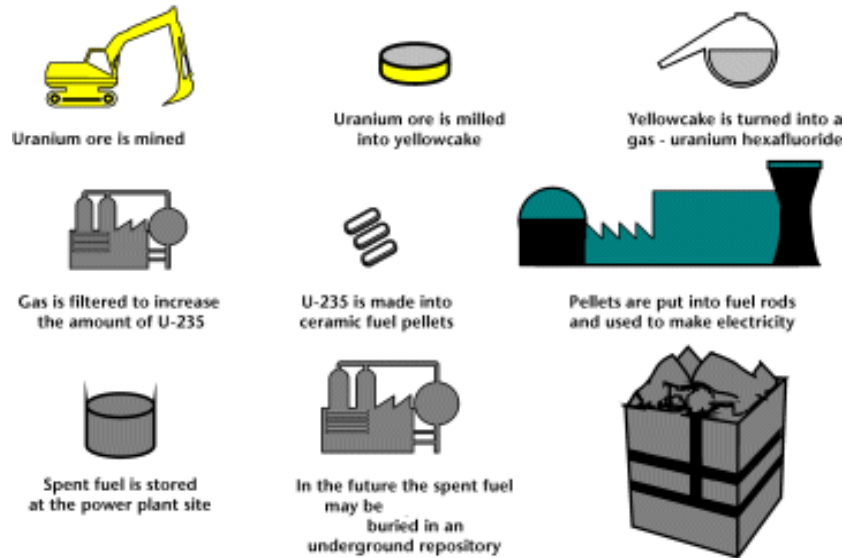 Uranium ore is mined
Uranium ore is milled
into yellowcake
Yellowcake is turned into a
gas - uranium hexafluoride
Gas is filtered to increase
the amount of U-235
U-235 is made into
ceramic fuel pellets
Pellets are put into fuel rods
and used to make electricity
Spent fuel is stored
at the power plant site
In the future the spent fuel
may be
buried in an
underground repository